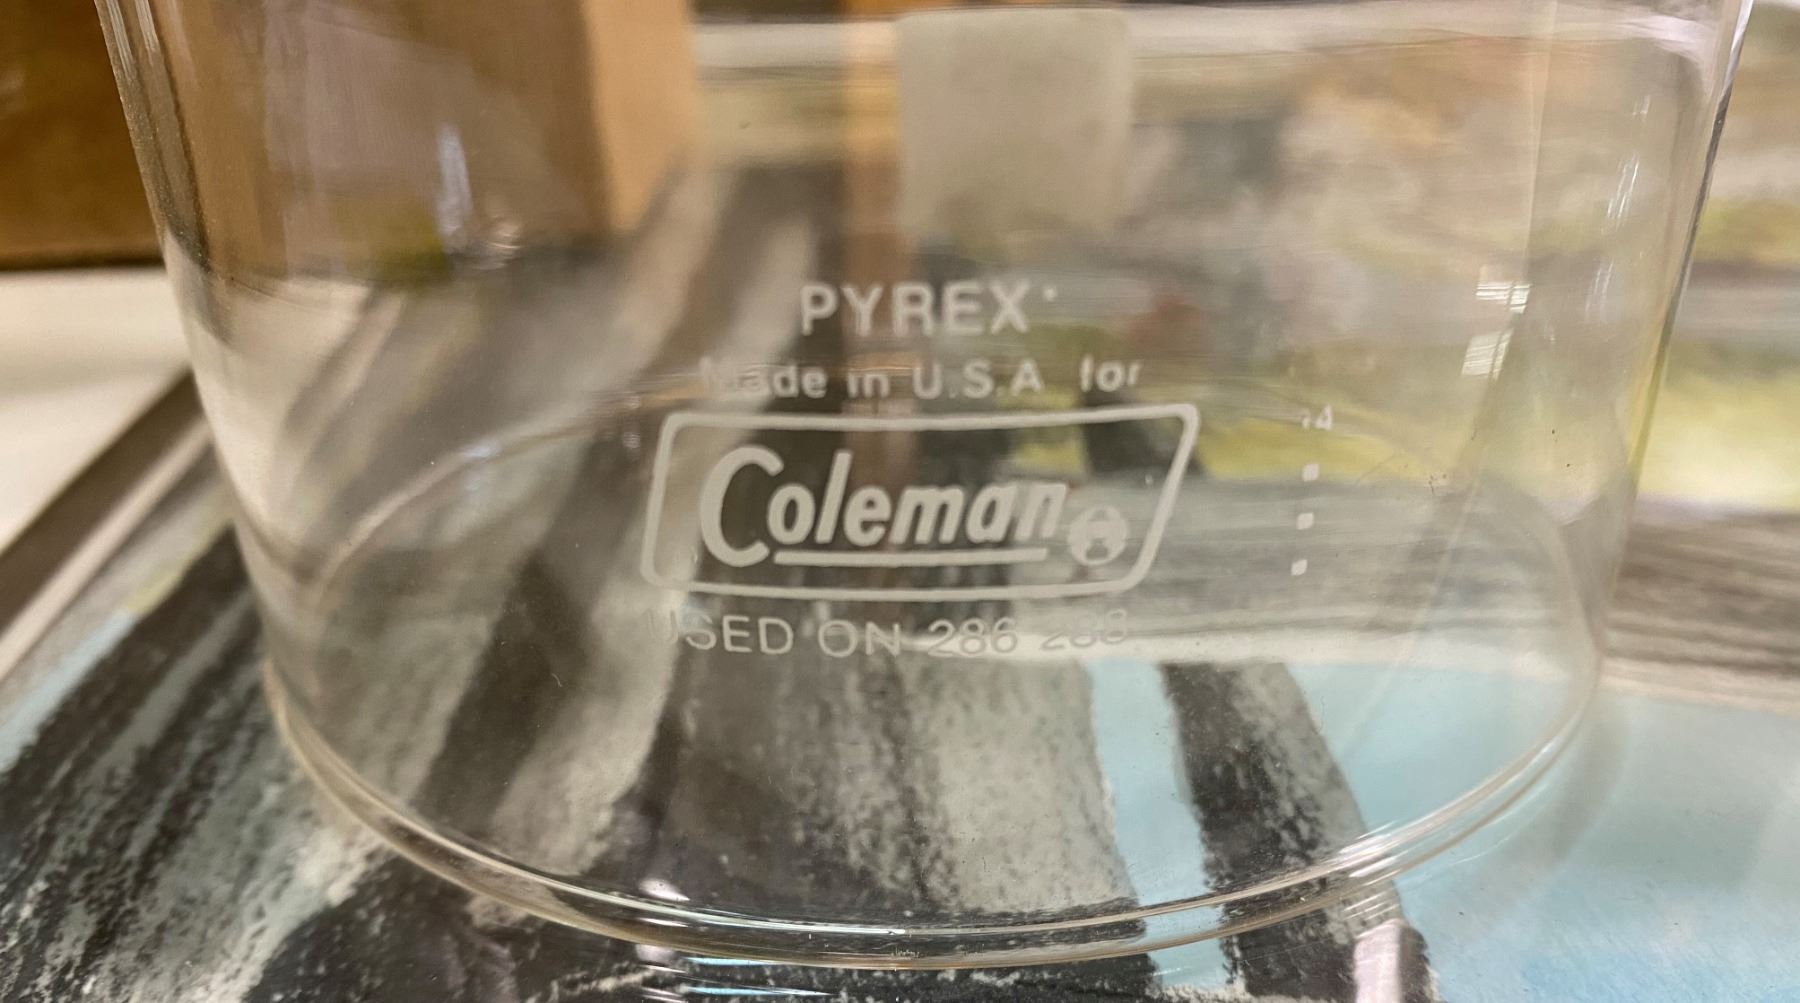 PYREX
Made in U.S.A for
Coleman
USED ON 286 288